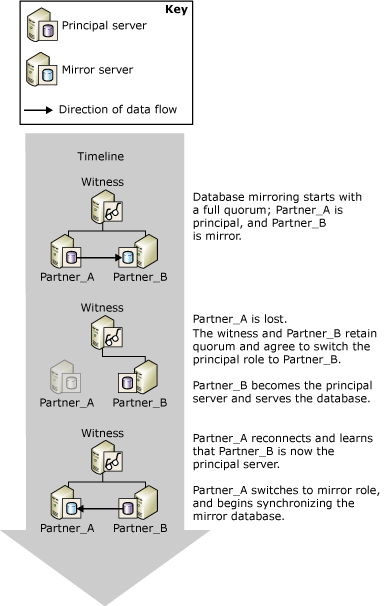 Key
Principal server
Mirror server
Direction of data flow
Timeline
Witness
Partner_A Partner_B
Database mirroring starts with
a full quorum; Partner_A is
principal, and Partner_B
is mirror.
Witness
Partner_A Partner_B
Partner_A is lost.
The witness and Partner_B retain
quorum and agree to switch the
principal role to Partner_B.
Partner_B becomes the principal
server and serves the database.
Witness
Partner_A Partner_B
Partner_A reconnects and learns
that Partner_B is now the
principal server.
Partner_A switches to mirror role,
and begins synchronizing the
mirror database.